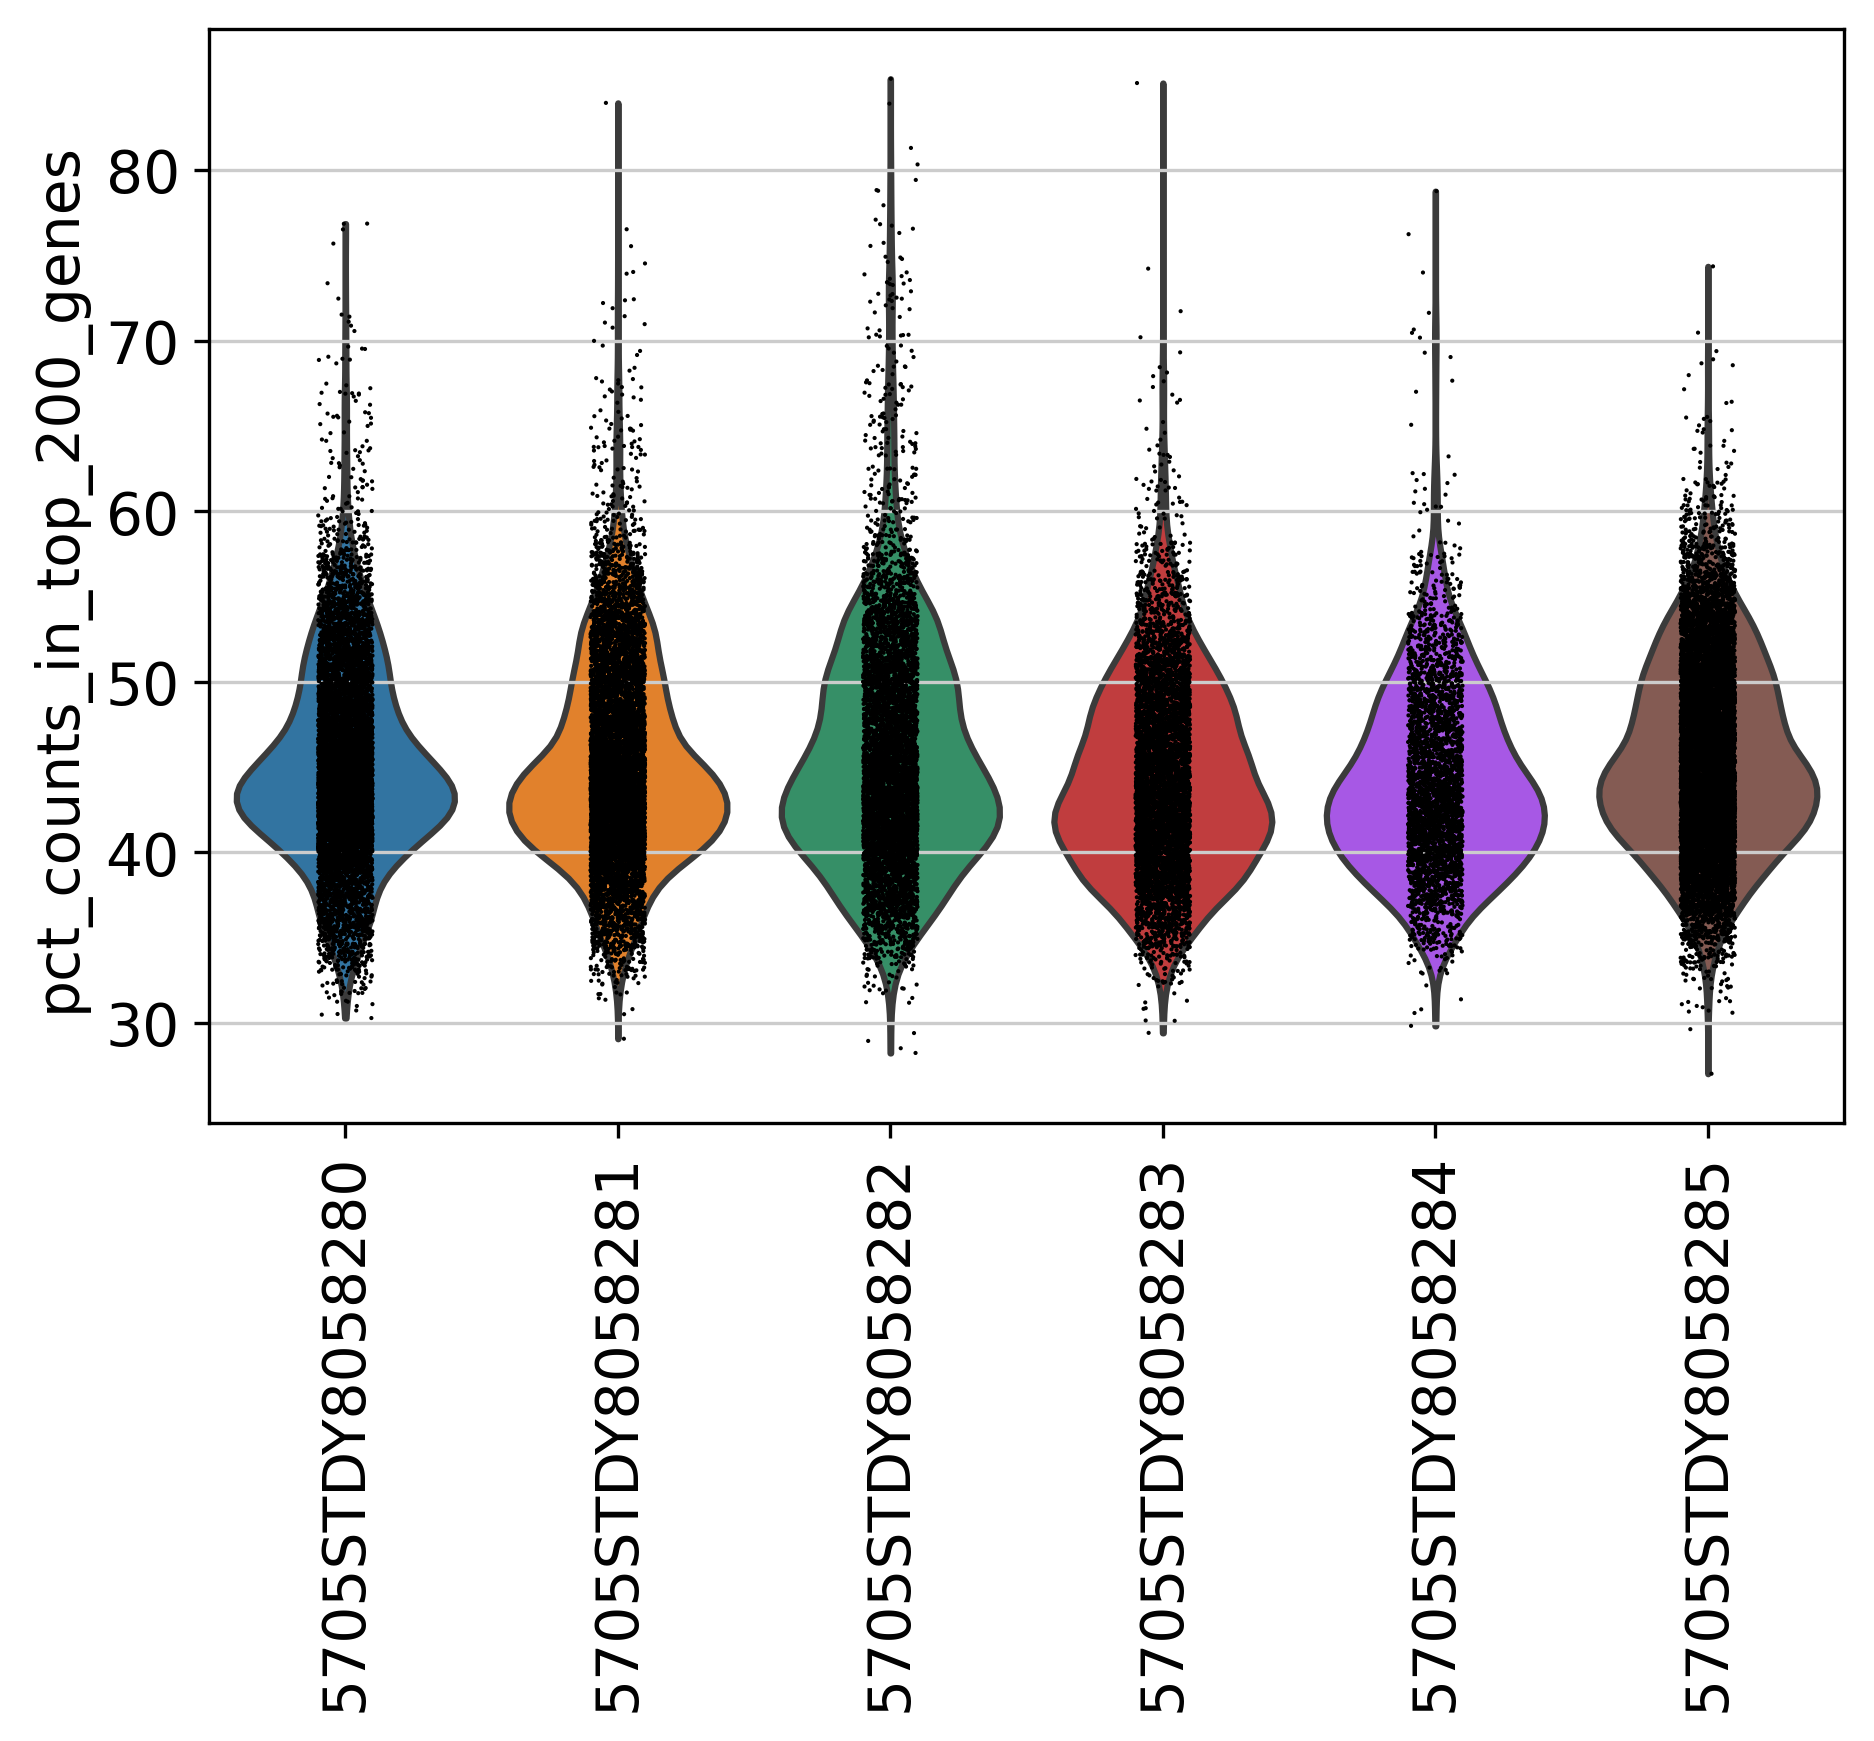 pct_counts_in_top_200_genes
80
70
60
50
40
30
5705STDY8058280
5705STDY8058281
5705STDY8058282
5705STDY8058283
5705STDY8058284
5705STDY8058285